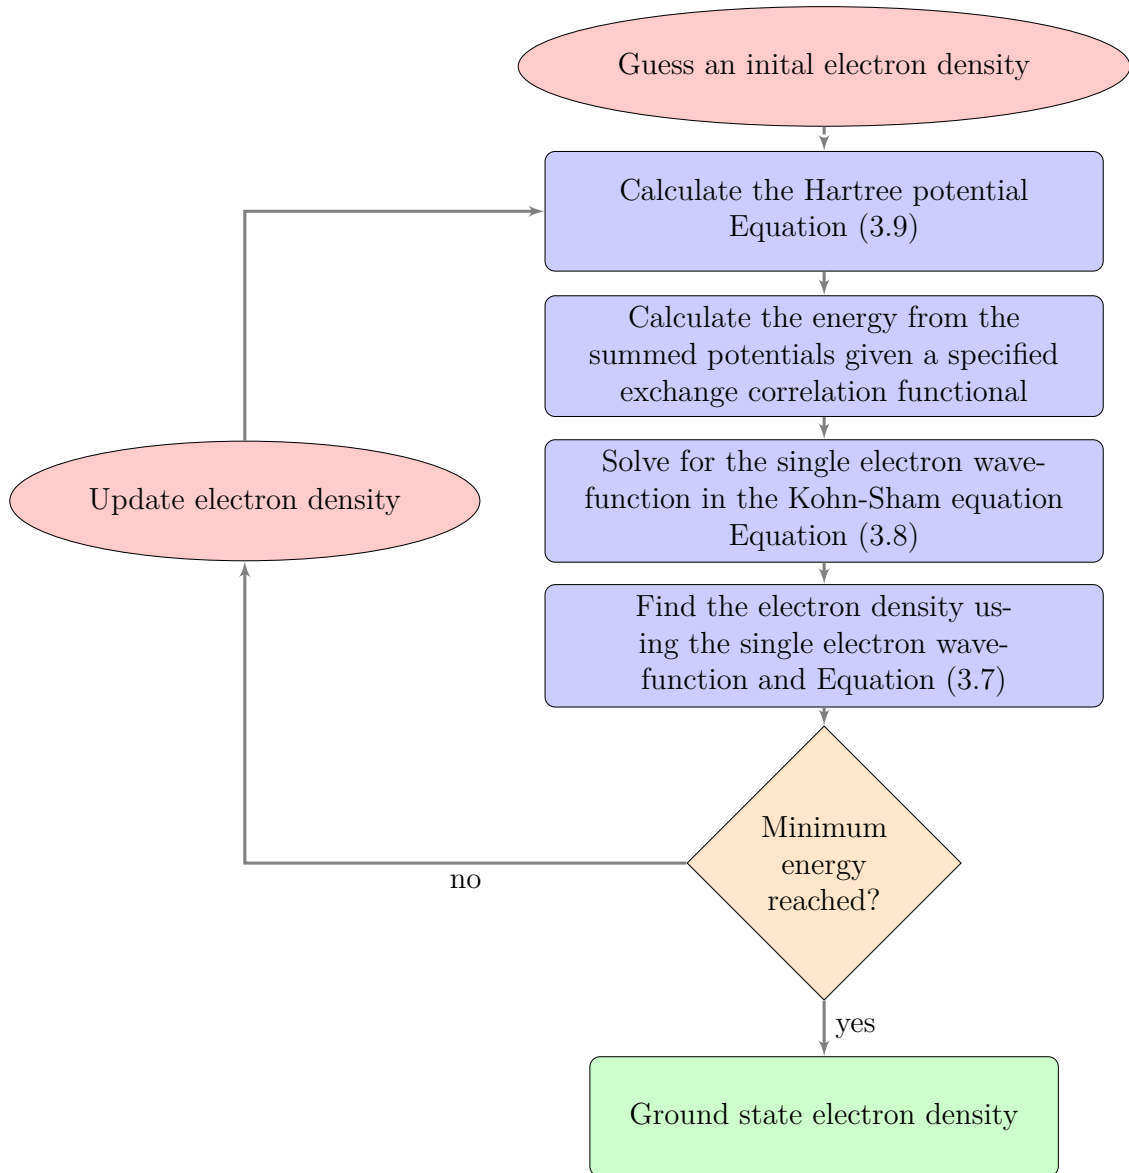 Guess an inital electron density
Calculate the Hartree potential
Equation (3.9)
Calculate the energy from the
summed potentials given a specified
exchange correlation functional
Solve for the single electron wave-
function in the Kohn-Sham equation
Equation (3.8)
Update electron density
Find the electron density us-
ing the single electron wave-
function and Equation (3.7)
Minimum
energy
reached?
no
yes
Ground state electron density